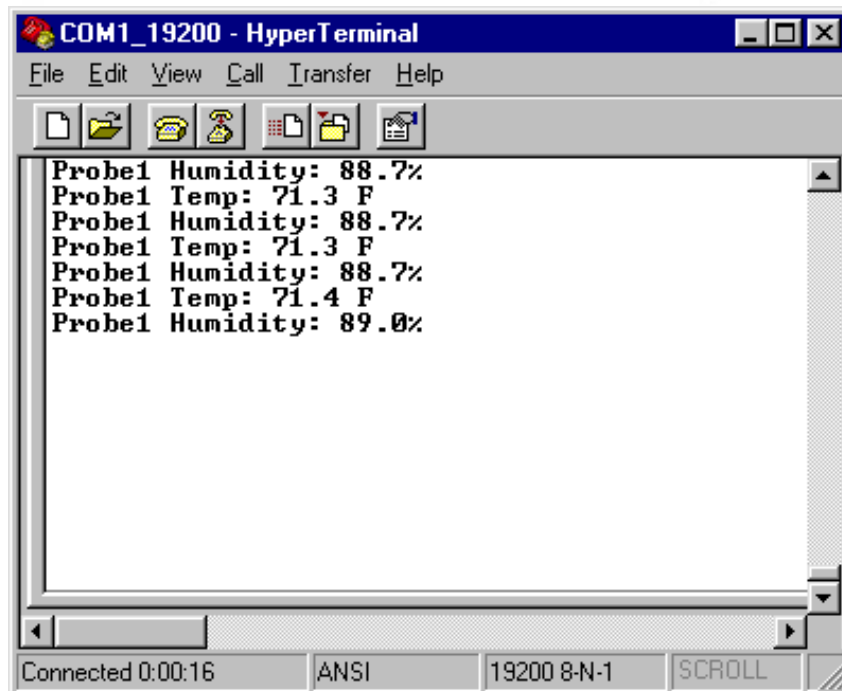 COM1_19200 - HyperTerminal
File Edit View Call Transfer Help
Probe1 Humidity: 88.7%
Probe1 Temp: 71.3 F
Probe1 Humidity: 88.7%
Probe1 Temp: 71.3 F
Probe1 Humidity: 88.7%
Probe1 Temp: 71.4 F
Probe1 Humidity: 89.0%
Connected 0:00:16 ANSI 19200 8-N-1 SCROLL